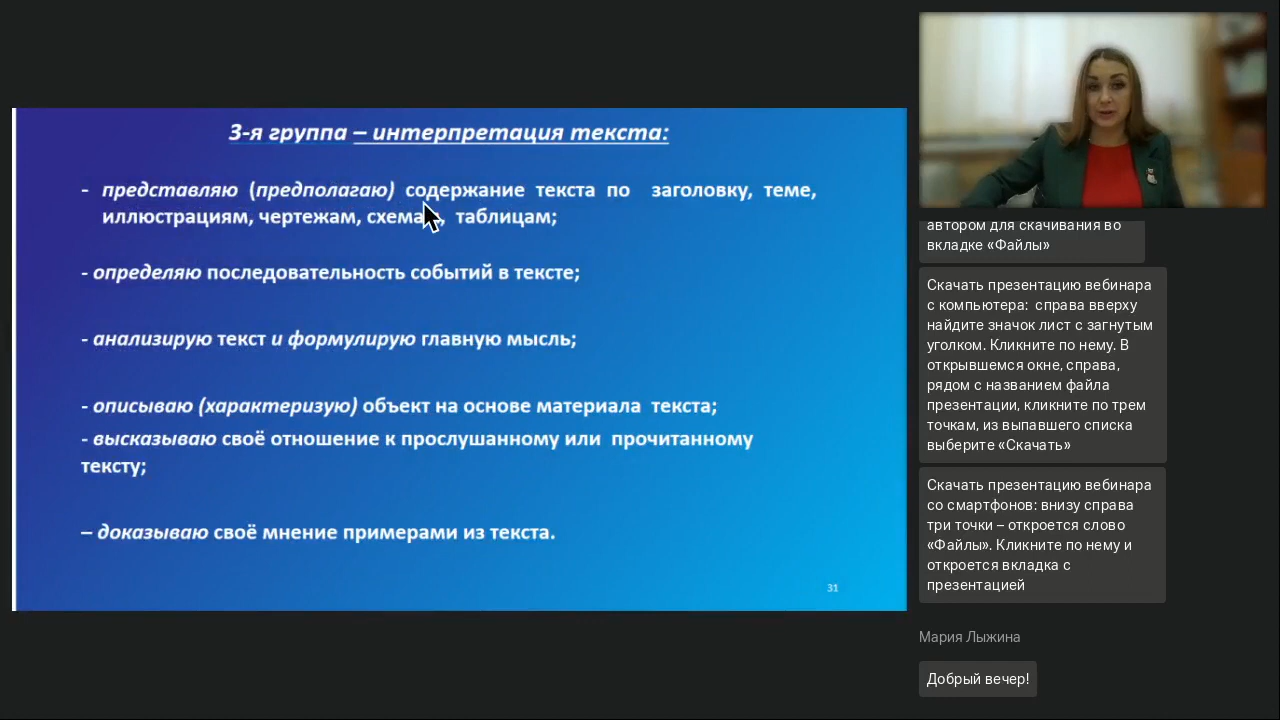 3-я группа – интерпретация текста:
- представляю (предполагаю) содержание текста по заголовку, теме,
иллюстрациям, чертежам, схемам, таблицам;
- определяю последовательность событий в тексте;
- анализирую текст и формулирую главную мысль;
- описываю (характеризую) объект на основе материала текста;
- высказываю своё отношение к прослушанному или прочитанному
тексту;
– доказываю своё мнение примерами из текста.
31
автором для скачивания во
вкладке «Файлы»
Скачать презентацию вебинара
с компьютера: справа вверху
найдите значок лист с загнутым
уголком. Кликните по нему. В
открывшемся окне, справа,
рядом с названием файла
презентации, кликните по трем
точкам, из выпавшего списка
выберите «Скачать»
Скачать презентацию вебинара
со смартфонов: внизу справа
три точки – откроется слово
«Файлы». Кликните по нему и
откроется вкладка с
презентацией
Мария Лыжина
Добрый вечер!